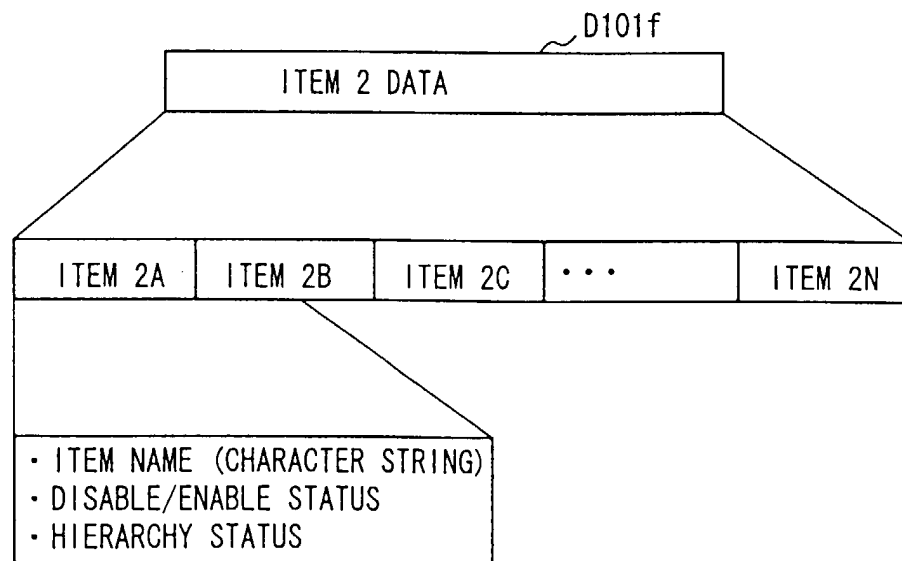 D101f
ITEM 2 DATA
ITEM 2A ITEM 2B ITEM 2C ··· ITEM 2N
· ITEM NAME (CHARACTER STRING)
· DISABLE/ENABLE STATUS
· HIERARCHY STATUS